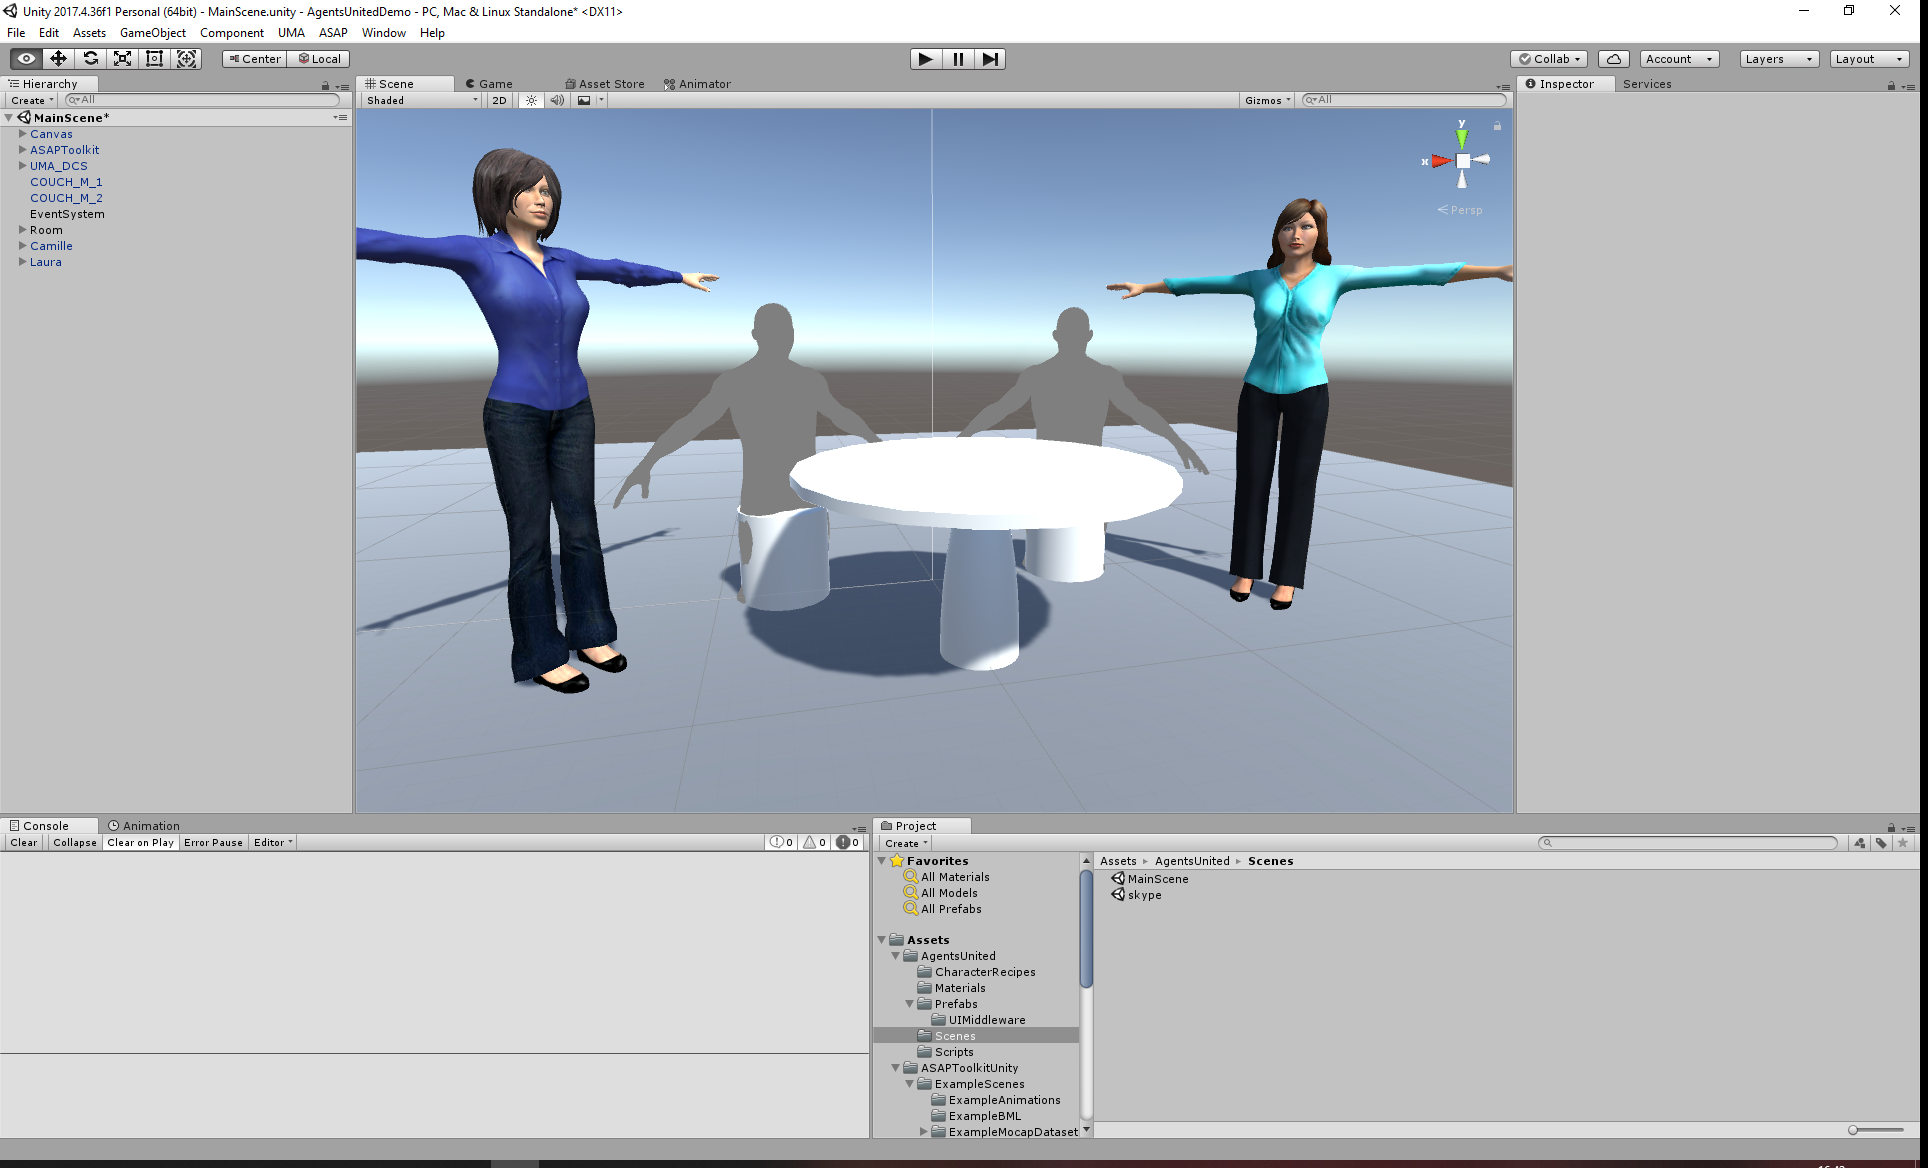 Unity 2017.4.36f1 Personal (64bit) - MainScene.unity - AgentsUnitedDemo - PC, Mac & Linux Standalone* <DX11>
File Edit Assets GameObject Component UMA ASAP Window Help
Center Local Collab Account Layers Layout
Hierarchy
Create All
MainScene*
Canvas
ASAPToolkit
UMA_DCS
COUCH_M_1
COUCH_M_2
EventSystem
Room
Camille
Laura
Scene Game Asset Store Animator
Shaded 2D Gizmos All
y
x
Persp
Inspector Services
Console Animation
Clear Collapse Clear on Play Error Pause Editor 0 0 0
Project
Create
Favorites
All Materials
All Models
All Prefabs
Assets
AgentsUnited
CharacterRecipes
Materials
Prefabs
UIMiddleware
Scenes
Scripts
ASAPToolkitUnity
ExampleScenes
ExampleAnimations
ExampleBML
ExampleMocapDataset
Assets AgentsUnited Scenes
MainScene
skype